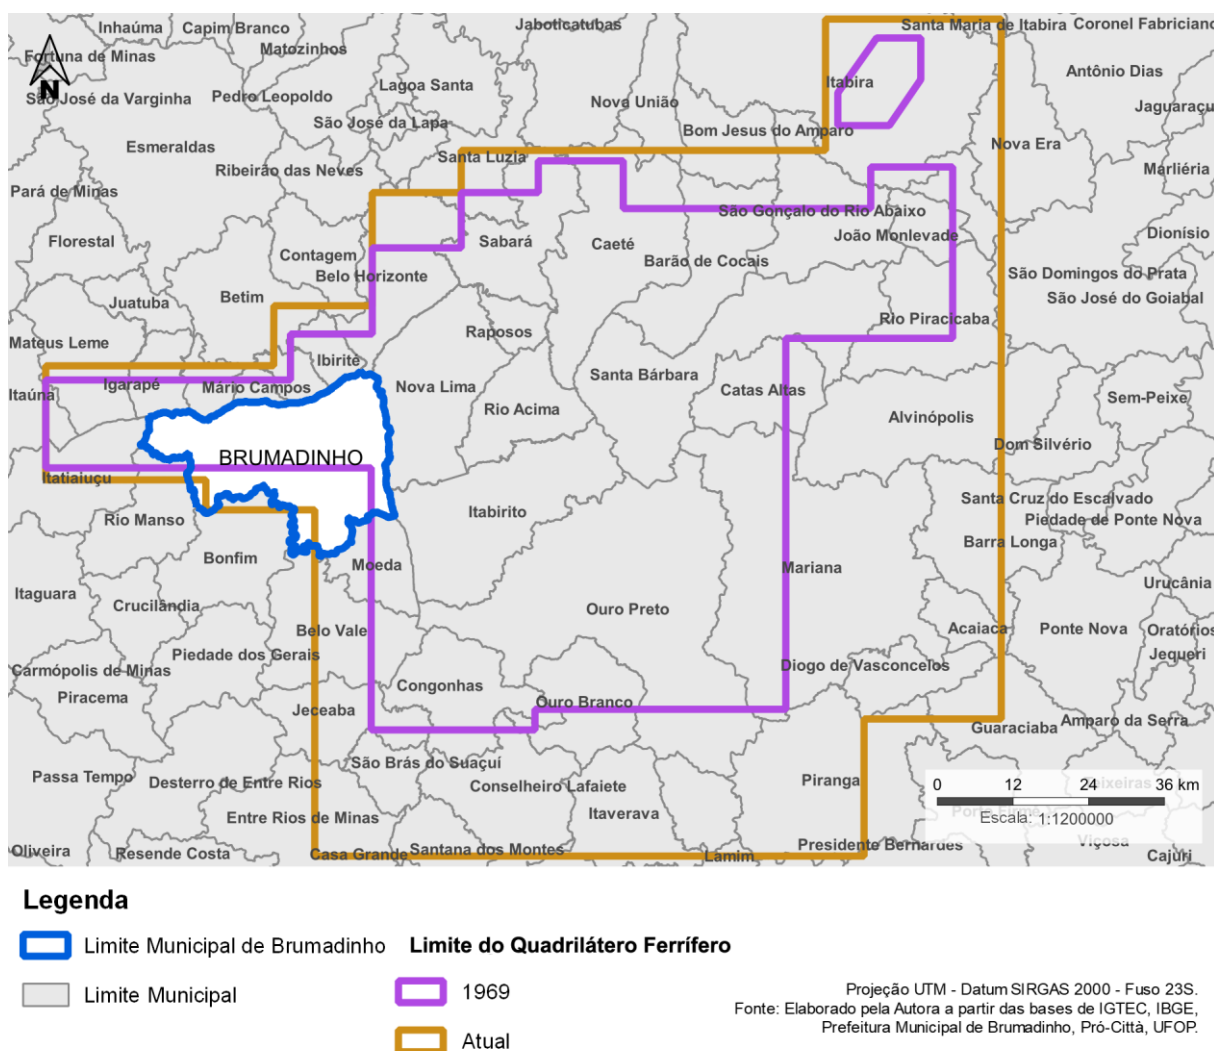 Inhaúma
Capim Branco
Jaboticatubas
Santa Maria de Itabira
Coronel Fabriciano
Matozinhos
Fortuna de Minas
Antônio Dias
Lagoa Santa
Itabira
N
São José da Varginha
Pedro Leopoldo
Nova União
Jaguaraçu
São José da Lapa
Bom Jesus do Amparo
Esmeraldas
Nova Era
Santa Luzia
Ribeirão das Neves
Marliéria
Pará de Minas
São Gonçalo do Rio Abaixo
Florestal
Sabará
Caeté
João Monlevade
Dionísio
Contagem
Belo Horizonte
Barão de Cocais
São Domingos do Prata
Juatuba
Betim
São José do Goiabal
Raposos
Rio Piracicaba
Mateus Leme
Ibirite
Itaúna
Igarapé
Mário Campos
Nova Lima
Santa Bárbara
Catas Altas
Sem-Peixe
Rio Acima
Alvinópolis
Dom Silvério
BRUMADINHO
Itatiaiuçu
Santa Cruz do Escalvado
Rio Manso
Itabirito
Piedade de Ponte Nova
Barra Longa
Bonfim
Moeda
Mariana
Urucânia
Itaguara
Crucilândia
Ouro Preto
Belo Vale
Acaiaca
Ponte Nova
Oratórios
Piedade dos Gerais
Jequeri
Carmópolis de Minas
Diogo de Vasconcelos
Piracema
Congonhas
Ouro Branco
Jeceaba
Guaraciaba
Amparo da Serra
São Brás do Suaçuí
Passa Tempo
Desterro de Entre Rios
Conselheiro Lafaiete
Piranga
Teixeiras
0 12 24 36 km
Entre Rios de Minas
Itaverava
Porto Firme
Escala: 1:1200000
Oliveira
Resende Costa
Casa Grande
Santana dos Montes
Lamim
Presidente Bernardes
Viçosa
Cajuri
Legenda
Limite Municipal de Brumadinho
Limite Municipal
Limite do Quadrilátero Ferrífero
1969
Atual
Projeção UTM - Datum SIRGAS 2000 - Fuso 23S.
Fonte: Elaborado pela Autora a partir das bases de IGTEC, IBGE,
Prefeitura Municipal de Brumadinho, Pró-Città, UFOP.